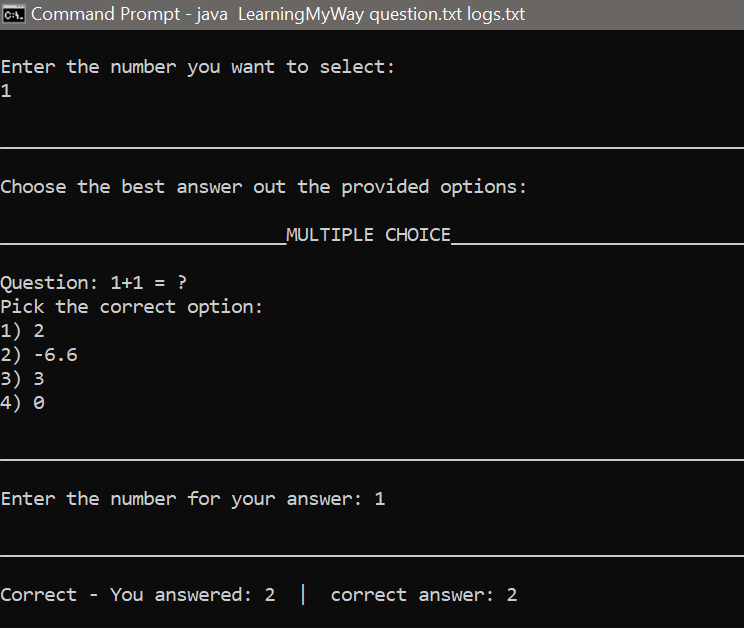 Command Prompt - java  LearningMyWay question.txt logs.txt
Enter the number you want to select:
1
Choose the best answer out the provided options:
MULTIPLE CHOICE
Question: 1+1 = ?
Pick the correct option:
1) 2
2) -6.6
3) 3
4) 0
Enter the number for your answer: 1
Correct - You answered: 2  |  correct answer: 2